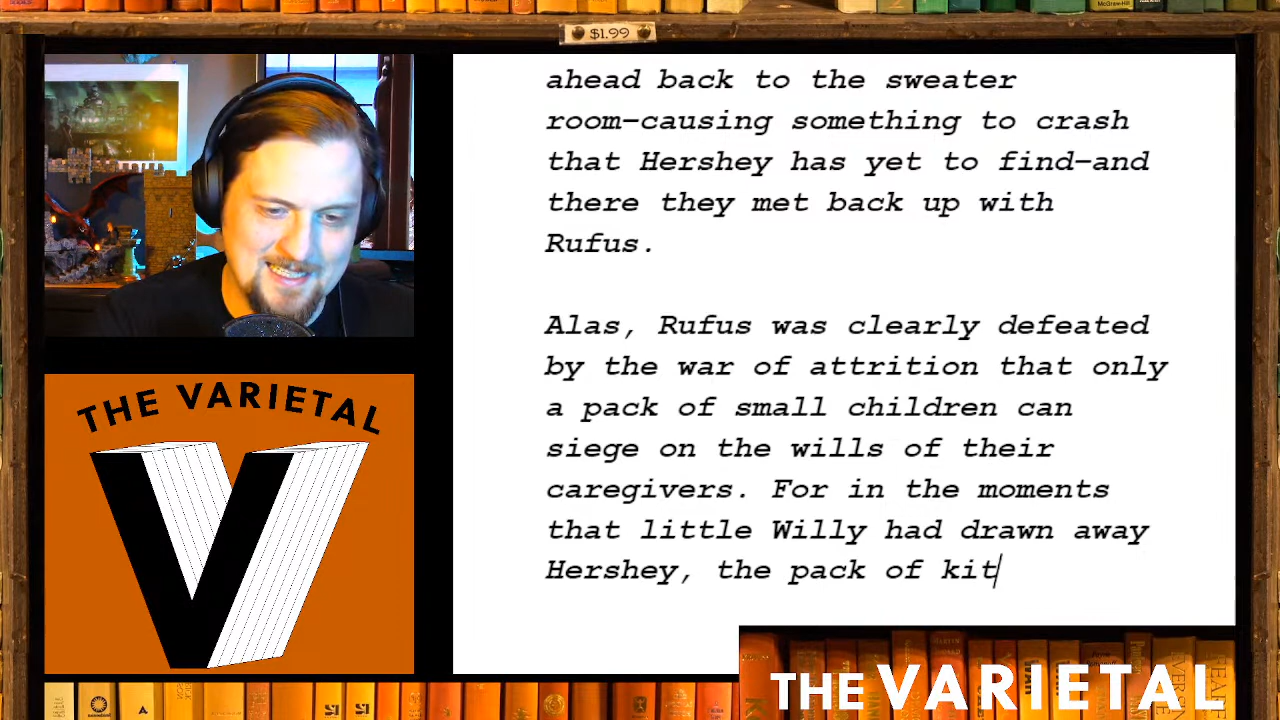 $1.99
McGraw-Hill
ahead back to the sweater
room—causing something to crash
that Hershey has yet to find—and
there they met back up with
Rufus.
Alas, Rufus was clearly defeated
by the war of attrition that only
a pack of small children can
siege on the wills of their
caregivers. For in the moments
that little Willy had drawn away
Hershey, the pack of kit
THE VARIETAL
V
THE VARIETAL